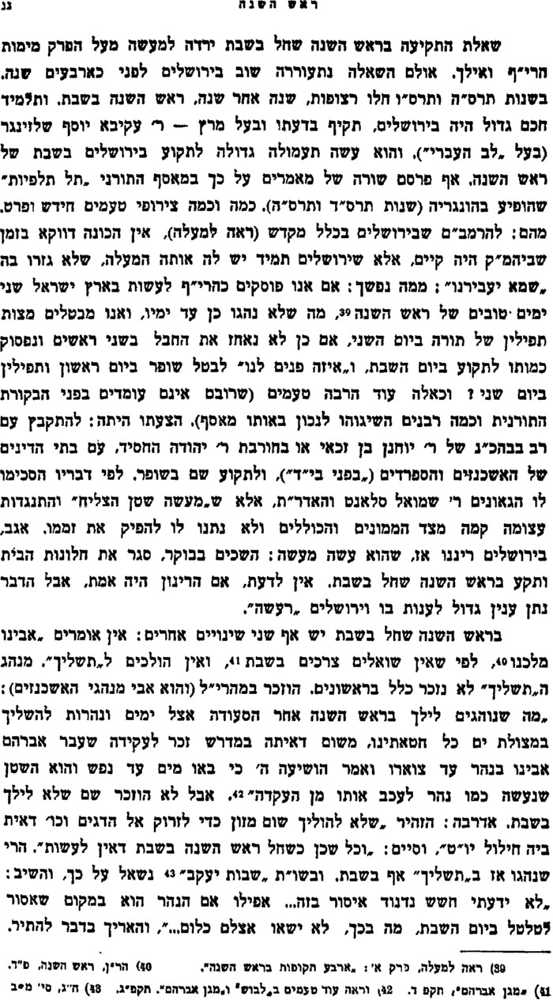 ראש השנה
נג
שאלת התקיעה בראש השנה שחל בשבת ירדה למעשה מעל הפרק מימות
הרי״ף ואילך. אולם השאלה נתעוררה שוב בירושלים לפני כארבעים שנה.
בשנות תרס״ה ותרס״ו חלו רצופות, שנה אחר שנה, ראש השנה בשבת. ותלמיד
חכם גדול היה בירושלים, תקיף בדעתו ובעל מרץ — ר׳ עקיבא יוסף שלזינגר
(בעל „לב העברי״). והוא עשה תעמולה גדולה לתקוע בירושלים בשבת של
ראש השנה. אף פרסם שורה של מאמרים על כך במאסף התורני „תל תלפיות״
שהופיע בהונגריה (שנות תרס״ד ותרס״ה). כמה וכמה צירופי טעמים חידש ופרט.
מהם: להרמב״ם שבירושלים בכלל מקדש (ראה למעלה), אין הכונה דווקא בזמן
שביהמ״ק היה קיים, אלא שירושלים תמיד יש לה אותה המעלה, שלא גזרו בה
„שמא יעבירנו״; ממה נפשך: אם אנו פוסקים כהרי״ף לעשות בארץ ישראל שני
ימים טובים של ראש השנה39, מה שלא נהגו כן עד ימיו, ואנו מבטלים מצות
תפילין של תורה ביום השני, אם כן לא נאחז את החבל בשני ראשים ונפסוק
כמותו לתקוע ביום השבת, ו„איזה פנים לנו״ לבטל שופר ביום ראשון ותפילין
ביום שני? וכאלה עוד הרבה טעמים (שרובם אינם עומדים בפני הבקורת
התורנית וכמה רבנים השיגוהו לנכון באותו מאסף). הצעתו היתה: להתקבץ עם
רב בבהכ״נ של ר׳ יוחנן בן זכאי או בחורבת ר׳ יהודה החסיד, עם בתי הדינים
של האשכנזים והספרדים („בפני בי״ד״), ולתקוע שם בשופר. לפי דבריו הסכימו
לו הגאונים ר׳ שמואל סלאנט והאדר״ת, אלא ש„מעשה שטן הצליח״ והתנגדות
עצומה קמה מצד הממונים והכוללים ולא נתנו לו להפיק את זממו. אגב,
בירושלים ריננו אז, שהוא עשה מעשה: השכים בבוקר, סגר את חלונות הבית
ותקע בראש השנה שחל בשבת. אין לדעת, אם הרינון היה אמת, אבל הדבר
נתן ענין גדול לענות בו וירושלים „רעשה״.
בראש השנה שחל בשבת יש אף שני שינויים אחרים: אין אומרים „אבינו
מלכנו40, לפי שאין שואלים צרכים בשבת41, ואין הולכים ל„תשליך״. מנהג
ה„תשליך״ לא נזכר כלל בראשונים. הוזכר במהרי״ל (והוא אבי מנהגי האשכנזים):
„מה שנוהגים לילך בראש השנה אחר הסעודה אצל ימים ונהרות להשליך
במצולת ים כל חטאתינו, משום דאיתה במדרש זכר לעקידה שעבר אברהם
אבינו בנהר עד צוארו ואמר הושיעה ה׳ כי באו מים עד נפש והוא השטן
שנעשה כמו נהר לעכב אותו מן העקדה״42. אבל לא הוזכר שם שלא לילך
בשבת. אדרבה: הזהיר „שלא להוליך שום מזון כדי לזרוק אל הדגים וכו׳ דאית
ביה חילול יו״ט״, וסיים: „וכל שכן כשחל ראש השנה בשבת דאין לעשות״. הרי
שנהגו אז ב„תשליך״ אף בשבת. ובשו״ת „שבות יעקב״43 נשאל על כך, והשיב:
„לא ידעתי חשש נדנוד איסור בזה... אפילו אם הנהר הוא במקום שאסור
לטלטל ביום השבת, מה בכך, לא ישאו אצלם כלום...״, והאריך בדבר להתיר.
39) ראה למעלה, פרק א׳: „ארבע תקופות בראש השנה״. 40) הר״ן, ראש השנה, פ״ד.
41) „מגן אברהם״, תקפ ד. 42) וראה עוד טעמים ב„לבוש״ ו„מגן אברהם״. תקפ״ג. 43) ח״ג, סי׳ מ״ב